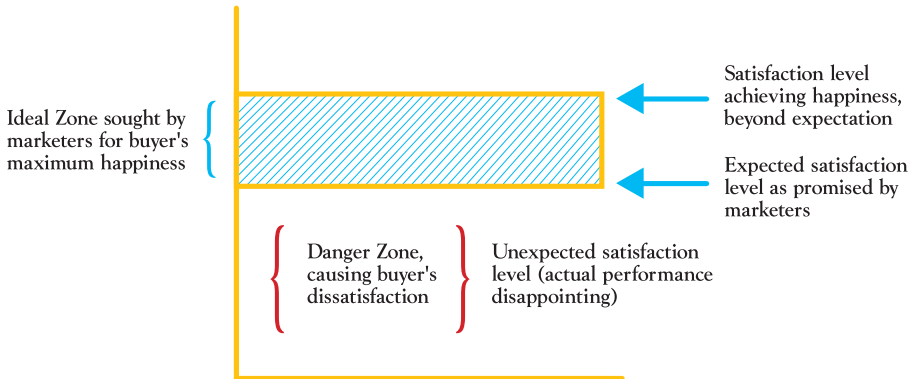 Ideal Zone sought by
marketers for buyer's
maximum happiness
Satisfaction level
achieving happiness,
beyond expectation
Expected satisfaction
level as promised by
marketers
Danger Zone,
causing buyer's
dissatisfaction
Unexpected satisfaction
level (actual performance
disappointing)